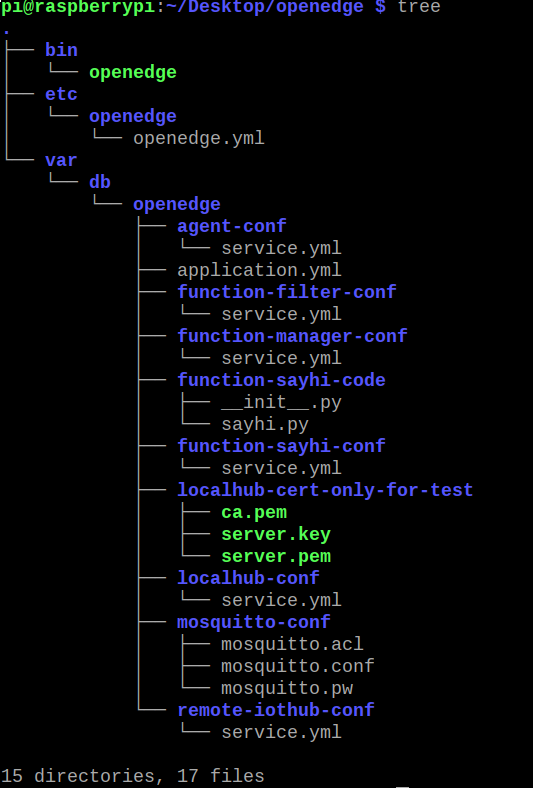 pi@raspberrypi:~/Desktop/openedge $ tree
.
├── bin
│   └── openedge
├── etc
│   └── openedge
│       └── openedge.yml
└── var
    └── db
        └── openedge
            ├── agent-conf
            │   └── service.yml
            ├── application.yml
            ├── function-filter-conf
            │   └── service.yml
            ├── function-manager-conf
            │   └── service.yml
            ├── function-sayhi-code
            │   ├── __init__.py
            │   └── sayhi.py
            ├── function-sayhi-conf
            │   └── service.yml
            ├── localhub-cert-only-for-test
            │   ├── ca.pem
            │   ├── server.key
            │   └── server.pem
            ├── localhub-conf
            │   └── service.yml
            ├── mosquitto-conf
            │   ├── mosquitto.acl
            │   ├── mosquitto.conf
            │   └── mosquitto.pw
            └── remote-iothub-conf
                └── service.yml
15 directories, 17 files